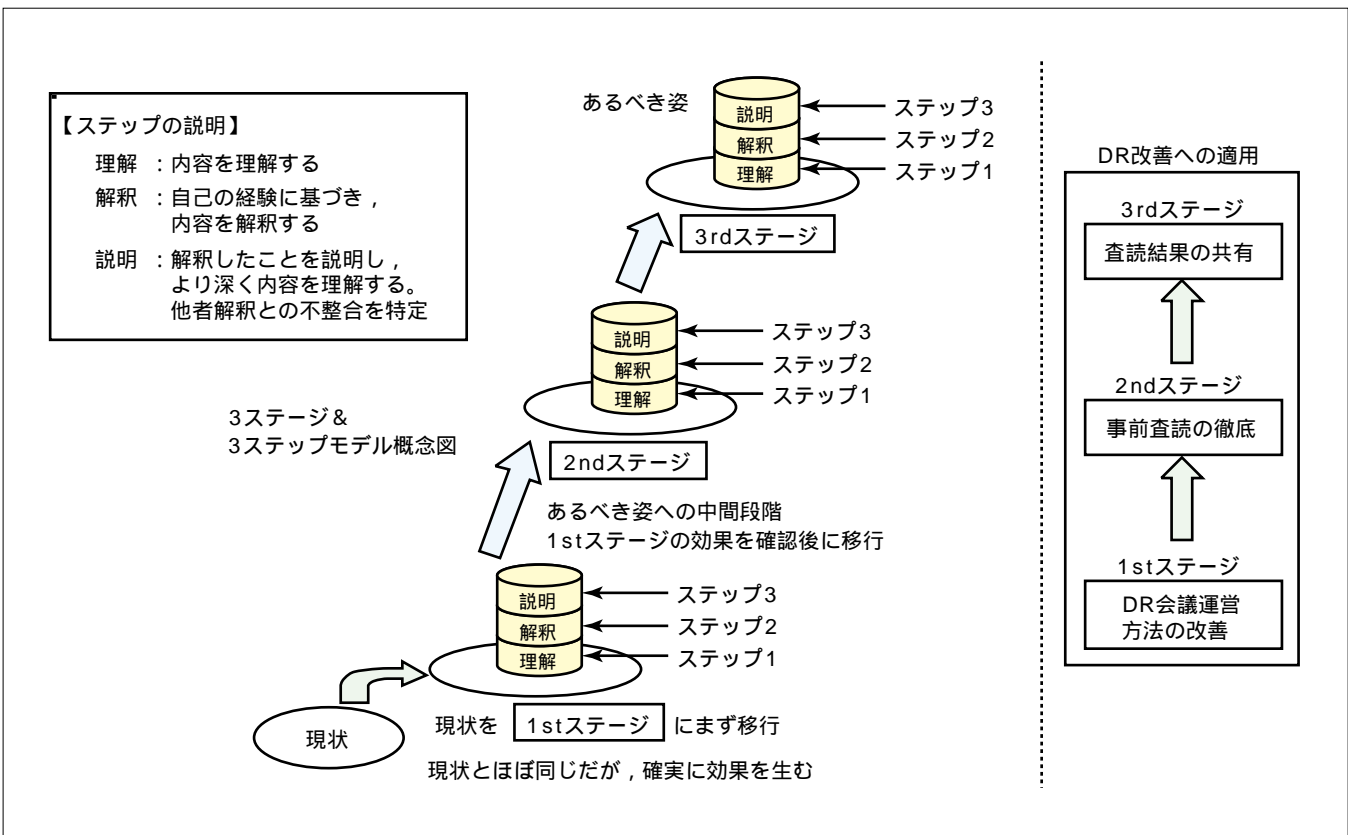 【ステップの説明】
理解 ：内容を理解する
解釈 ：自己の経験に基づき，
内容を解釈する
説明 ：解釈したことを説明し，
より深く内容を理解する。
他者解釈との不整合を特定
あるべき姿
説明
解釈
理解
ステップ3
ステップ2
ステップ1
3rdステージ
説明
解釈
理解
ステップ3
ステップ2
ステップ1
3ステージ＆
3ステップモデル概念図
2ndステージ
あるべき姿への中間段階
1stステージの効果を確認後に移行
説明
解釈
理解
ステップ3
ステップ2
ステップ1
現状
現状を 1stステージ にまず移行
現状とほぼ同じだが，確実に効果を生む
DR改善への適用
3rdステージ
査読結果の共有
2ndステージ
事前査読の徹底
1stステージ
DR会議運営
方法の改善